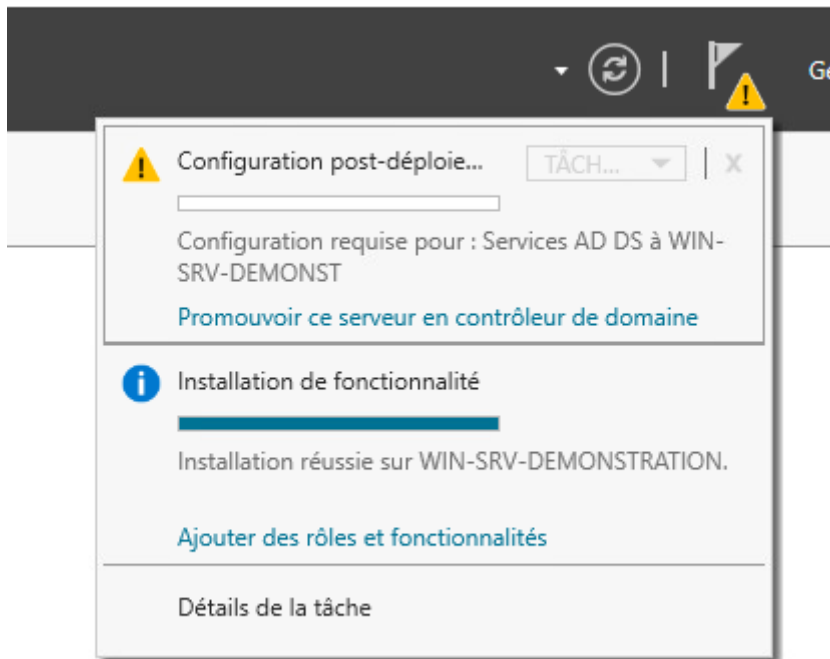 Ge
Configuration post-déploie... TÂCH... X
Configuration requise pour : Services AD DS à WIN-
SRV-DEMONST
Promouvoir ce serveur en contrôleur de domaine
Installation de fonctionnalité
Installation réussie sur WIN-SRV-DEMONSTRATION.
Ajouter des rôles et fonctionnalités
Détails de la tâche